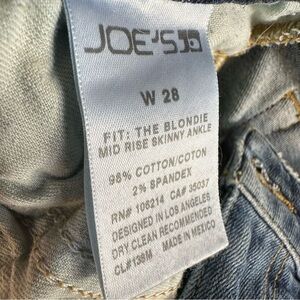 JOE'S
W 28
FIT: THE BLONDIE
MID RISE SKINNY ANKLE
98% COTTON/COTON
2% SPANDEX
RN# 106214 CA# 35037
DESIGNED IN LOS ANGELES
DRY CLEAN RECOMMENDED
CL#136M MADE IN MEXICO